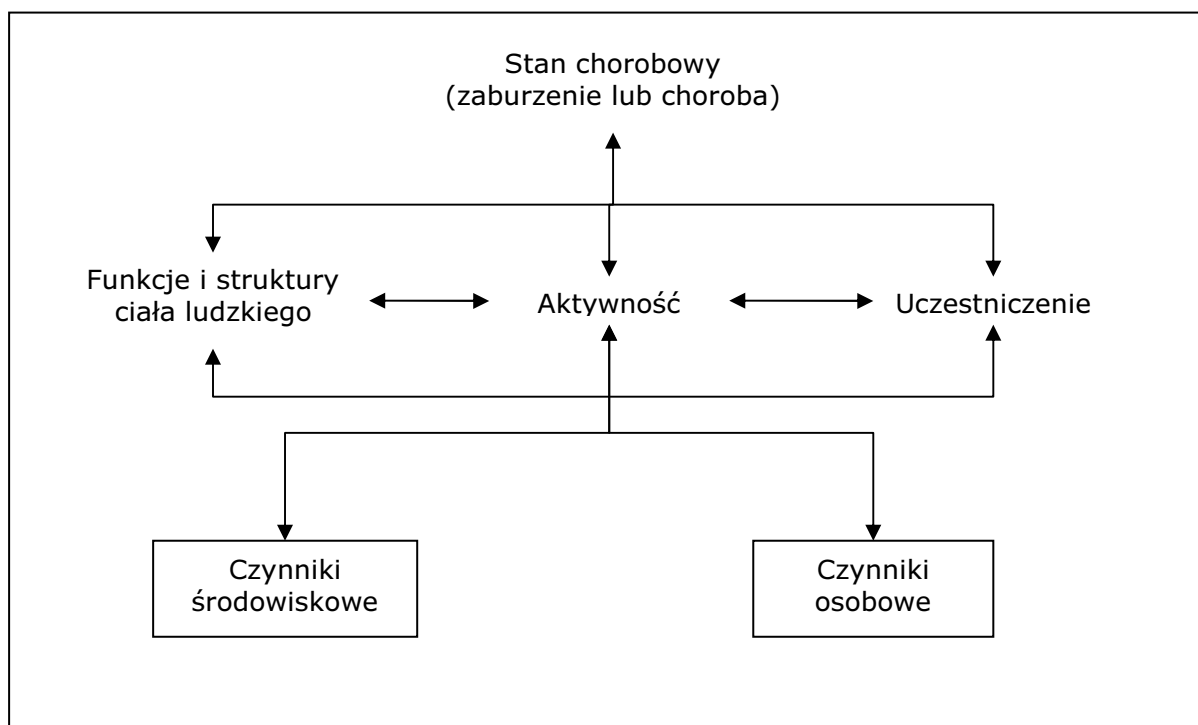 Stan chorobowy
(zaburzenie lub choroba)
Funkcje i struktury
ciała ludzkiego
Aktywność
Uczestniczenie
Czynniki
środowiskowe
Czynniki
osobowe